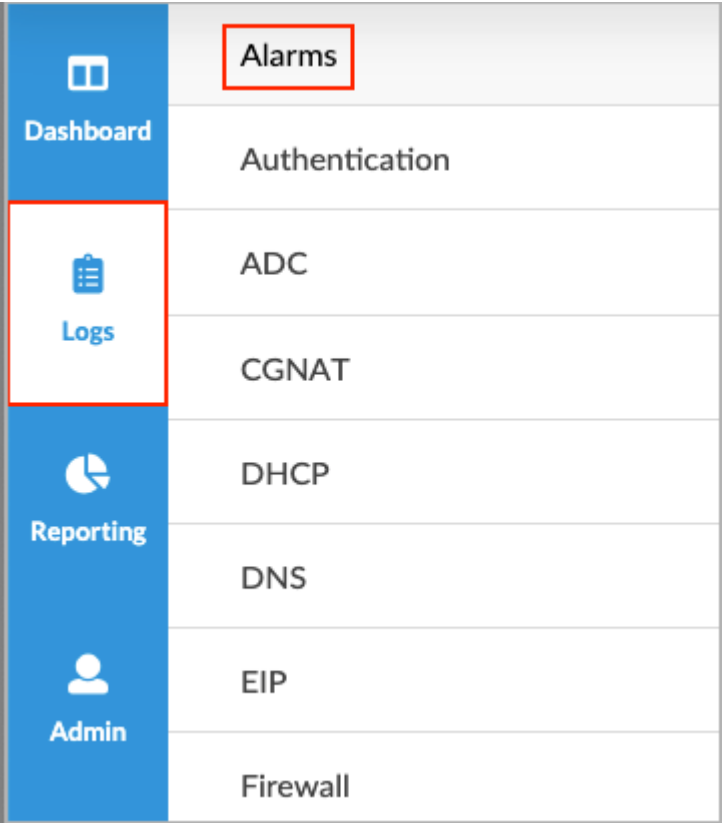 Dashboard
Logs
Reporting
Admin
Alarms
Authentication
ADC
CGNAT
DHCP
DNS
EIP
Firewall